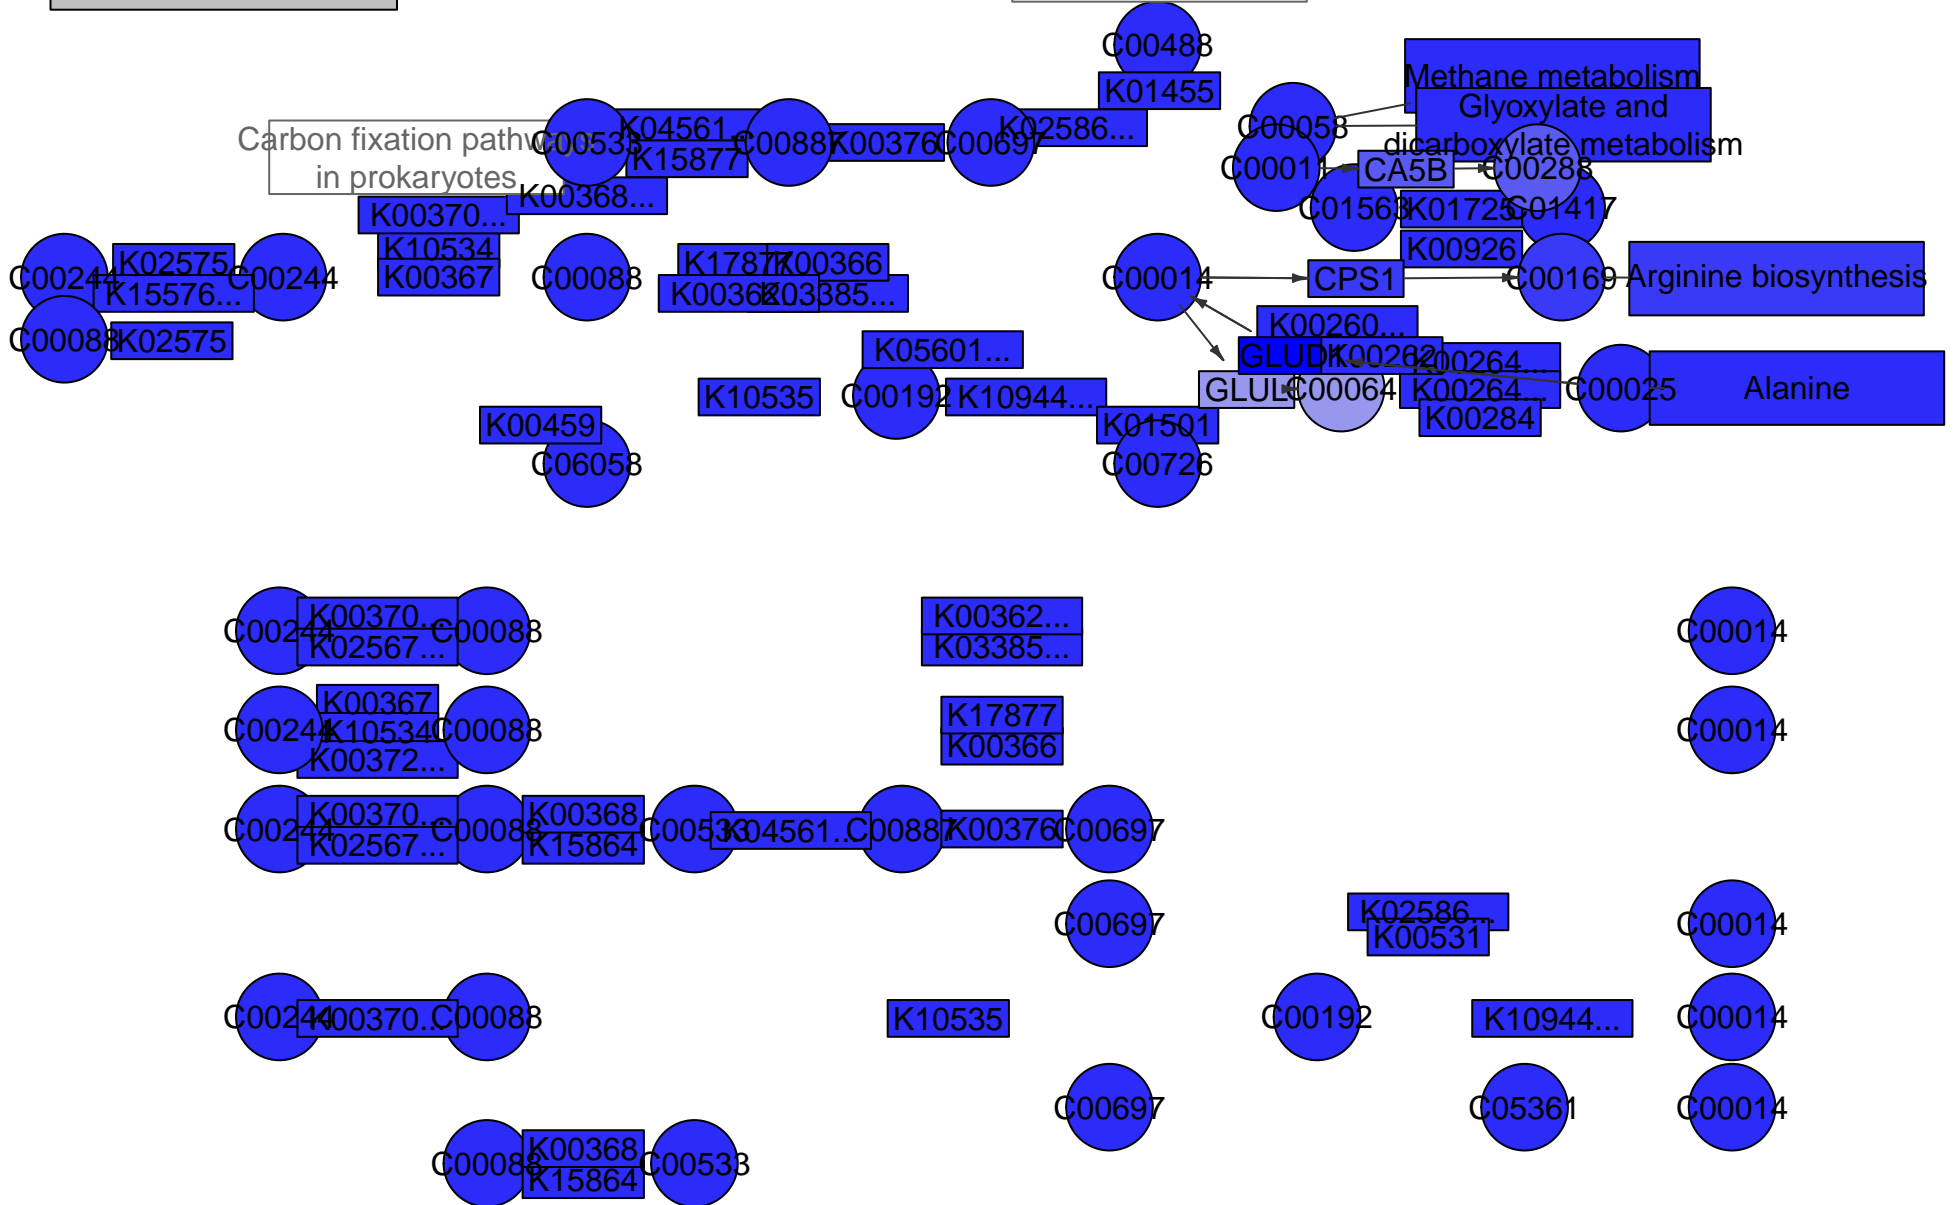 C00488
K01455
Methane metabolism
Glyoxylate and
dicarboxylate metabolism
C00058
Carbon fixation pathways
in prokaryotes
C00533
K04561...
K15877
C00887
K00376
C00697
K02586...
C00011
CA5B
C00288
K00368...
K00370...
C01563
K01725
C01417
K10534
K00367
K00926
C00244
K02575
K15576...
C00244
C00088
K17877
K00366
K00362...
K03385...
C00014
CPS1
C00169
Arginine biosynthesis
C00088
K02575
K00260...
K05601...
GLUD1
K00262
K00264...
K10535
C00192
K10944...
GLUL
C00064
K00264...
C00025
Alanine
K00284
K00459
K01501
C06058
C00726
C00244
K00370...
K02567...
C00088
K00362...
K03385...
C00014
C00244
K00367
K10534
K00372...
C00088
K17877
K00366
C00014
C00244
K00370...
K02567...
C00088
K00368
K15864
C00533
K04561...
C00887
K00376
C00697
C00697
K02586...
K00531
C00014
C00244
K00370...
C00088
K10535
C00192
K10944...
C00014
C00697
C05361
C00014
C00088
K00368
K15864
C00533